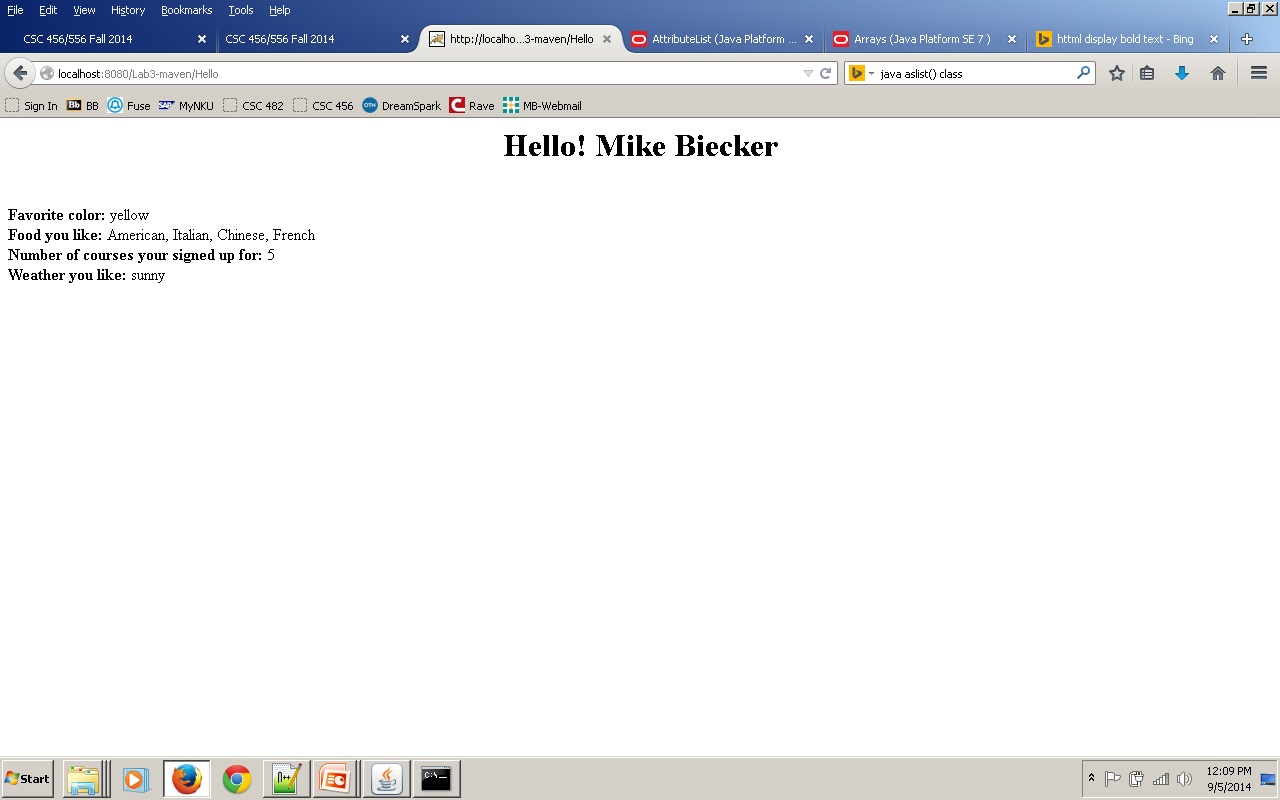 File Edit View History Bookmarks Tools Help
CSC 456/556 Fall 2014 CSC 456/556 Fall 2014 http://localho...3-maven/Hello AttributeList (Java Platform ... Arrays (Java Platform SE 7 ) httml display bold text - Bing
localhost:8080/Lab3-maven/Hello java aslist() class
Sign In Bb BB Fuse SAP MyNKU CSC 482 CSC 456 OTN DreamSpark Rave MB-Webmail
Hello! Mike Biecker
Favorite color: yellow
Food you like: American, Italian, Chinese, French
Number of courses your signed up for: 5
Weather you like: sunny
Start C:\ 12:09 PM
9/5/2014